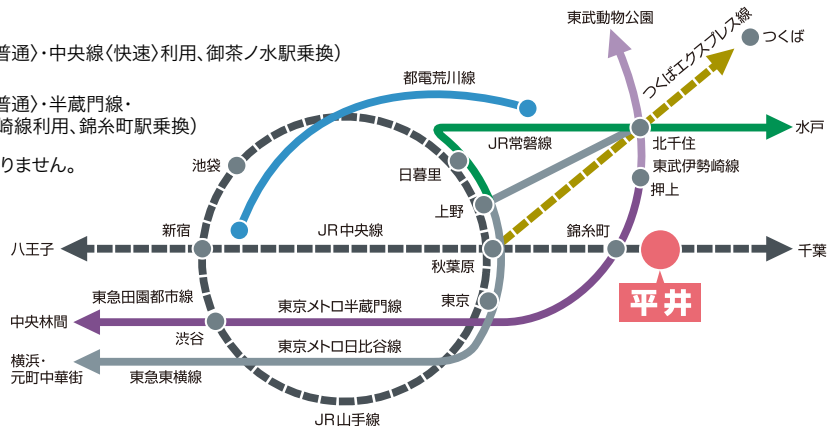 普通〉・中央線〈快速〉利用、御茶ノ水駅乗換）
普通〉・半蔵門線・
崎線利用、錦糸町駅乗換）
りません。
東武動物公園
つくばエクスプレス線
つくば
都電荒川線
池袋
日暮里
JR常磐線
北千住
水戸
東武伊勢崎線
押上
上野
新宿
JR中央線
錦糸町
八王子
秋葉原
千葉
平井
東急田園都市線
東京メトロ半蔵門線
東京
中央林間
渋谷
東京メトロ日比谷線
横浜・
元町中華街
東急東横線
JR山手線